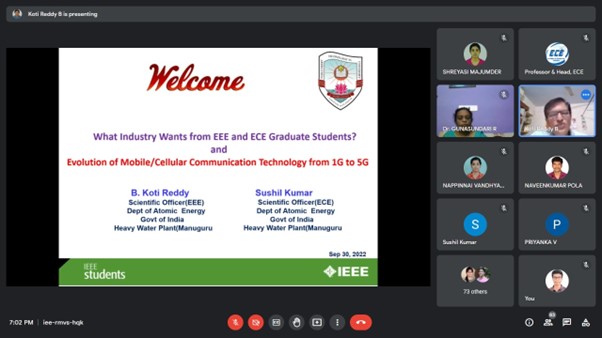 Koti Reddy B is presenting
Welcome
What Industry Wants from EEE and ECE Graduate Students?
and
Evolution of Mobile/Cellular Communication Technology from 1G to 5G
B. Koti Reddy
Scientific Officer(EEE)
Dept of Atomic Energy
Govt of India
Heavy Water Plant(Manuguru
Sushil Kumar
Scientific Officer(ECE)
Dept of Atomic Energy
Govt of India
Heavy Water Plant(Manuguru
Sep 30, 2022
IEEE
students
IEEE
SHREYASI MAJUMDER
ECE
Professor & Head, ECE
Dr. GUNASUNDARI R
Reddy B
NAPPINNAI VANDHYA...
NAVEENKUMAR POLA
S
Sushil Kumar
P
PRIYANKA V
73 others
You
7:02 PM | iee-rmvs-hqk